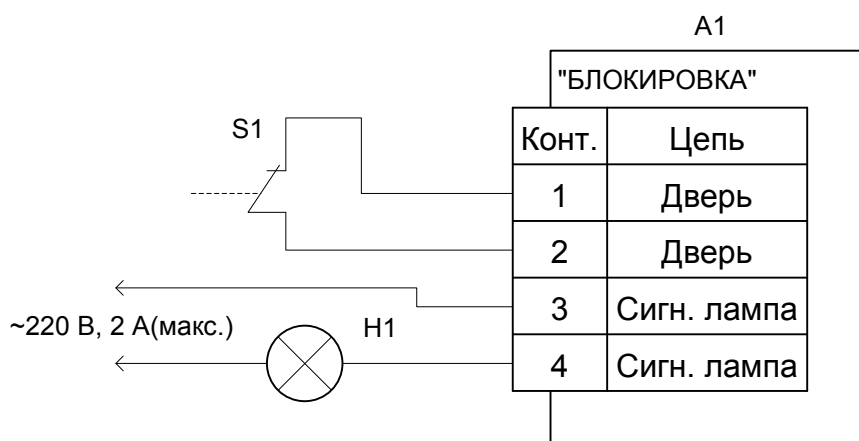 A1
"БЛОКИРОВКА"
S1
Конт. Цепь
1 Дверь
2 Дверь
3 Сигн. лампа
~220 В, 2 А(макс.) H1
4 Сигн. лампа